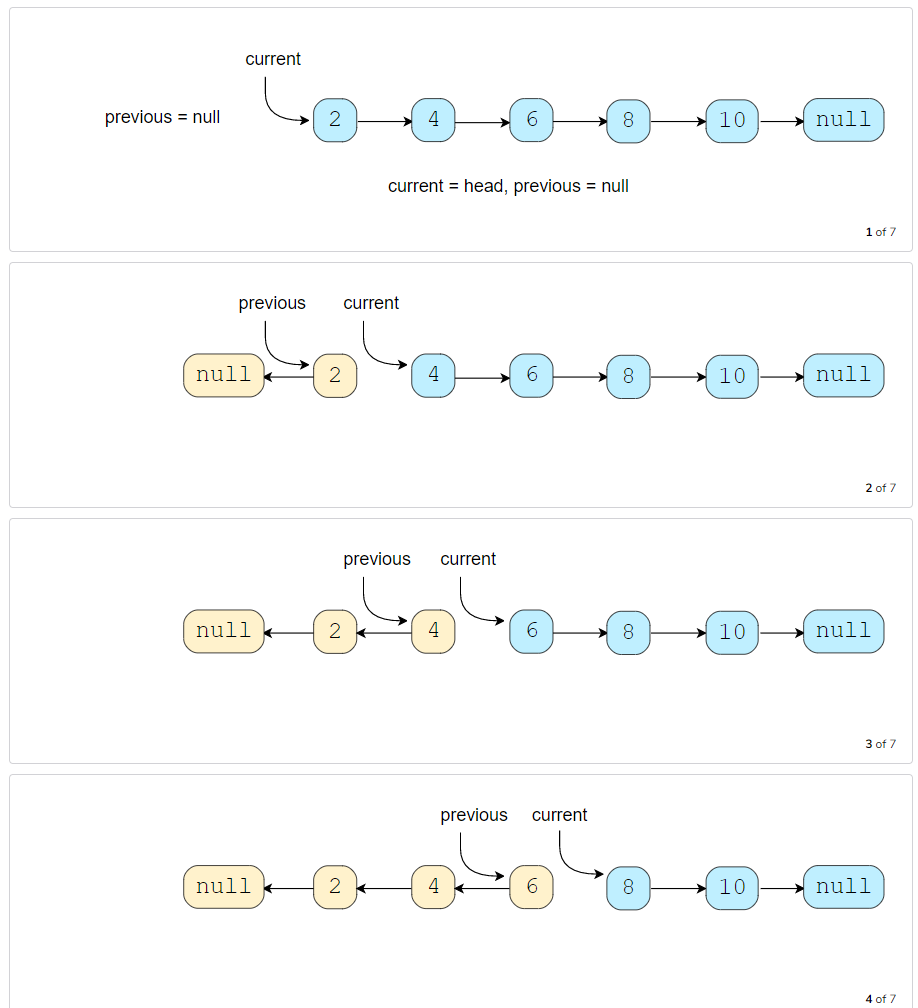 current
previous = null
2 4 6 8 10 null
current = head, previous = null
1 of 7
previous current
null 2 4 6 8 10 null
2 of 7
previous current
null 2 4 6 8 10 null
3 of 7
previous current
null 2 4 6 8 10 null
4 of 7